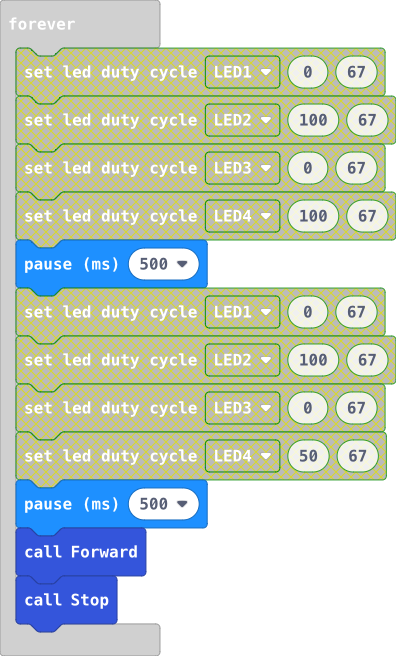 forever
set led duty cycle LED1 0 67
set led duty cycle LED2 100 67
set led duty cycle LED3 0 67
set led duty cycle LED4 100 67
pause (ms) 500
set led duty cycle LED1 0 67
set led duty cycle LED2 100 67
set led duty cycle LED3 0 67
set led duty cycle LED4 50 67
pause (ms) 500
call Forward
call Stop